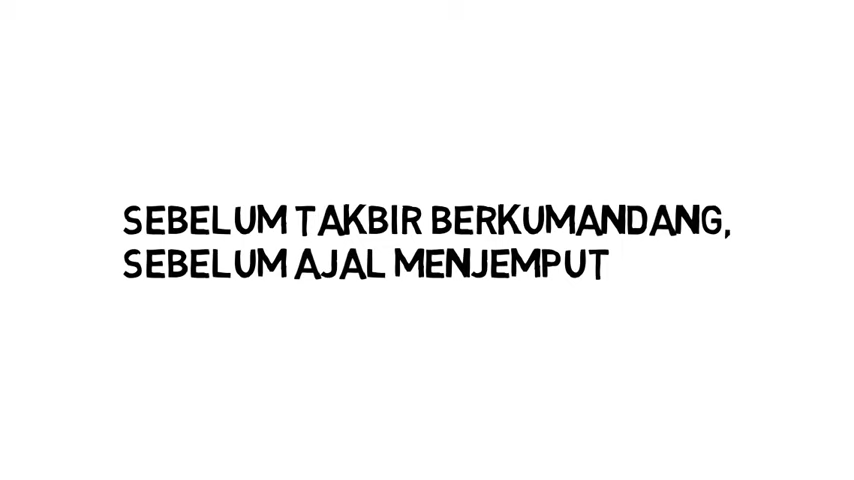 SEBELUM TAKBIR BERKUMANDANG,
SEBELUM AJAL MENJEMPUT